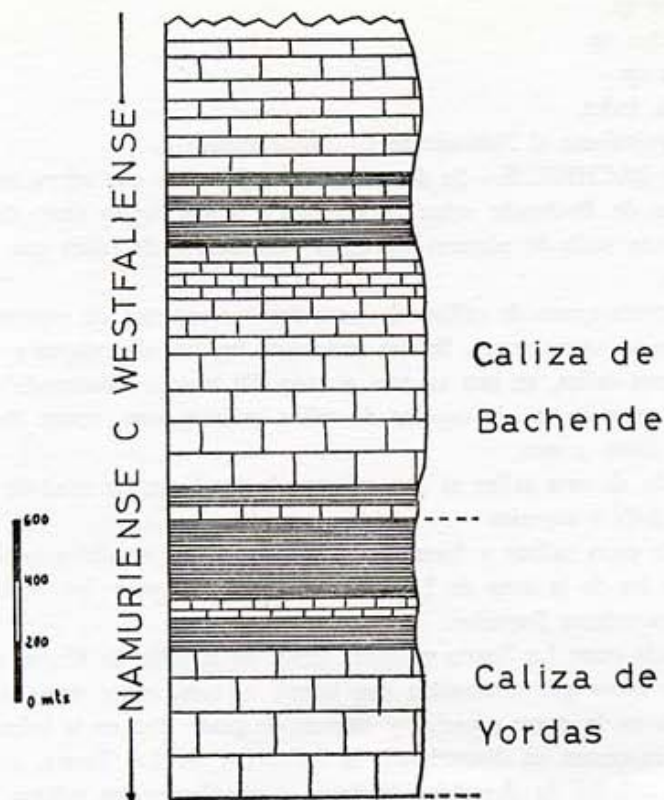 NAMURIENSE C WESTFALIENSE
Caliza de
Bachende
600
400
200
0 mts
Caliza de
Yordas